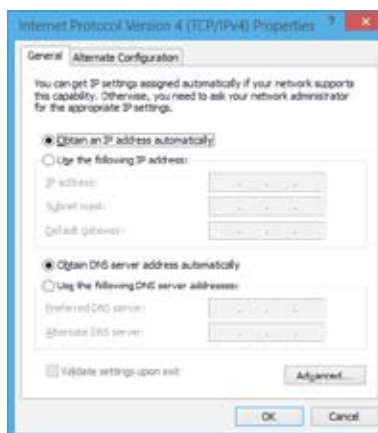 Internet Protocol Version 4 (TCP/IPv4) Properties
General
Alternate Configuration
You can get IP settings assigned automatically if your network supports
this capability. Otherwise, you need to ask your network administrator
for the appropriate IP settings.
Obtain an IP address automatically
Use the following IP address:
IP address:
Subnet mask:
Default gateway:
Obtain DNS server address automatically
Use the following DNS server addresses:
Preferred DNS server:
Alternate DNS server:
Validate settings upon exit
Advanced...
OK
Cancel